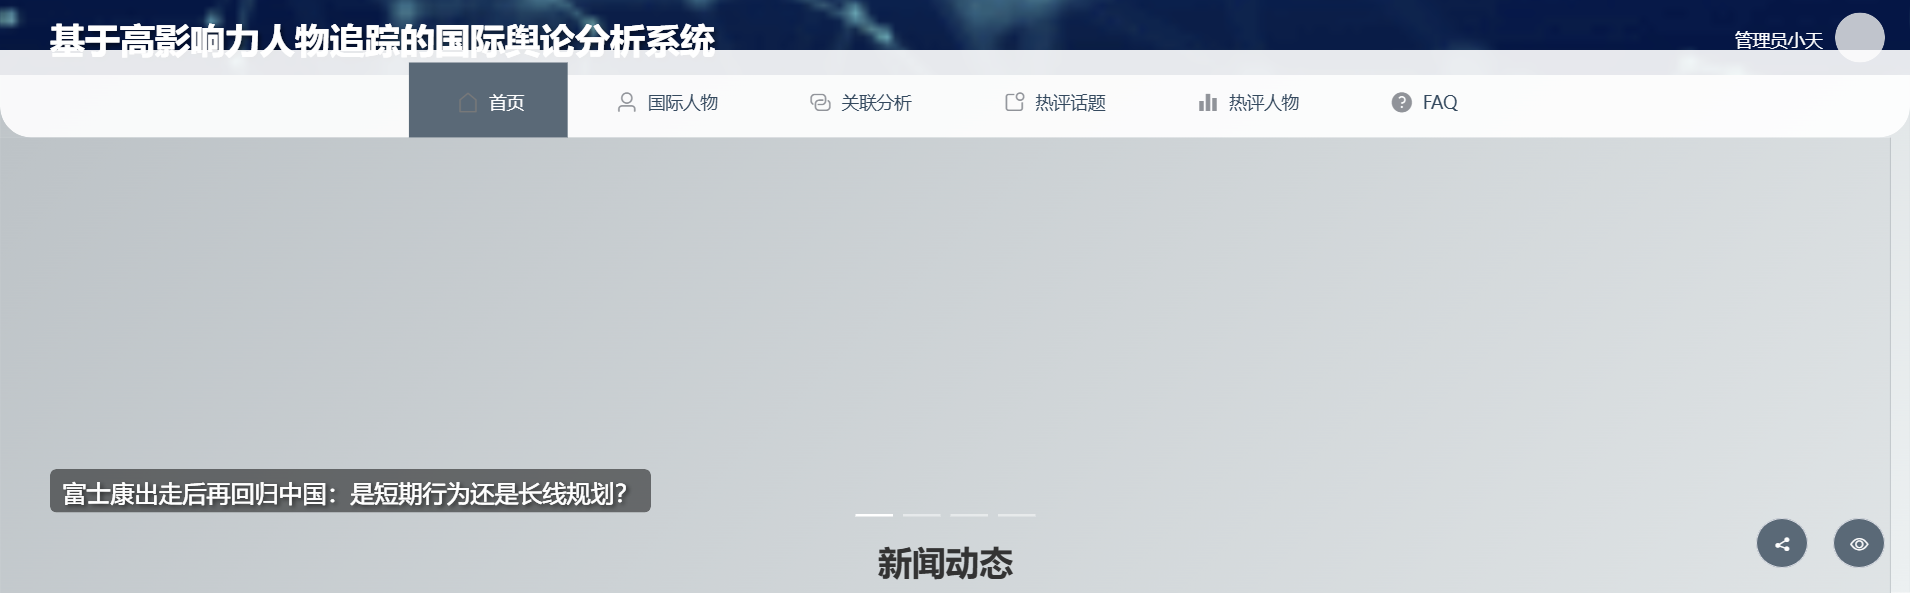 基于高影响力人物追踪的国际舆论分析系统
管理员小天
首页 国际人物 关联分析 热评话题 热评人物 FAQ
富士康出走后再回归中国：是短期行为还是长线规划？
新闻动态